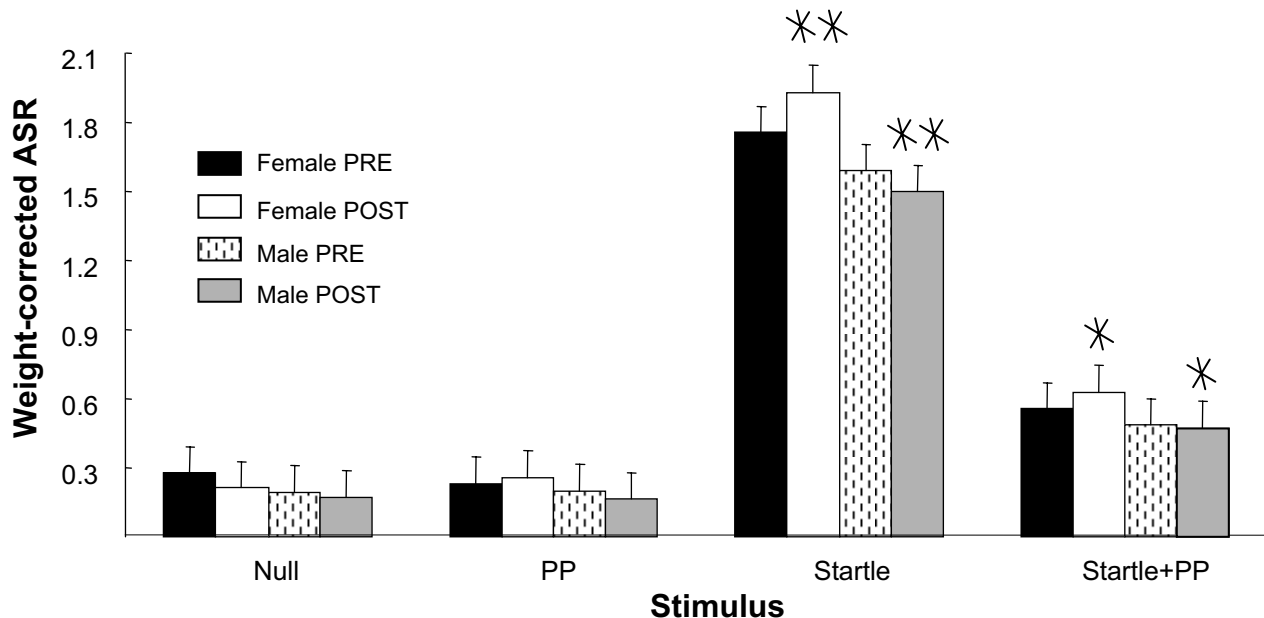 2.1
1.8
1.5
1.2
0.9
0.6
0.3
Weight-corrected ASR
Female PRE
Female POST
Male PRE
Male POST
**
**
*
*
Null PP Startle Startle+PP
Stimulus